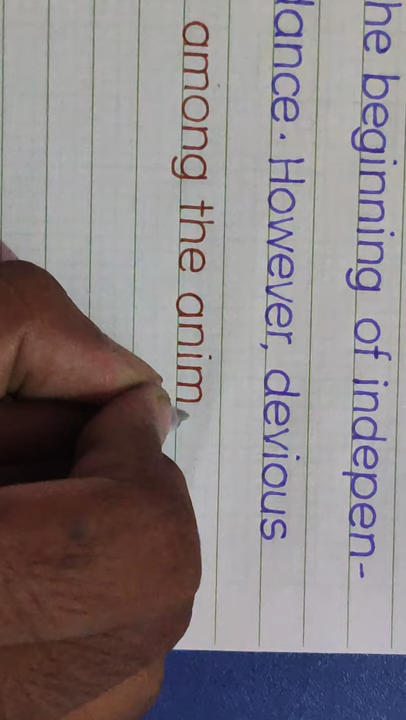 he beginning of indepen-
dance. However, devious
among the anim